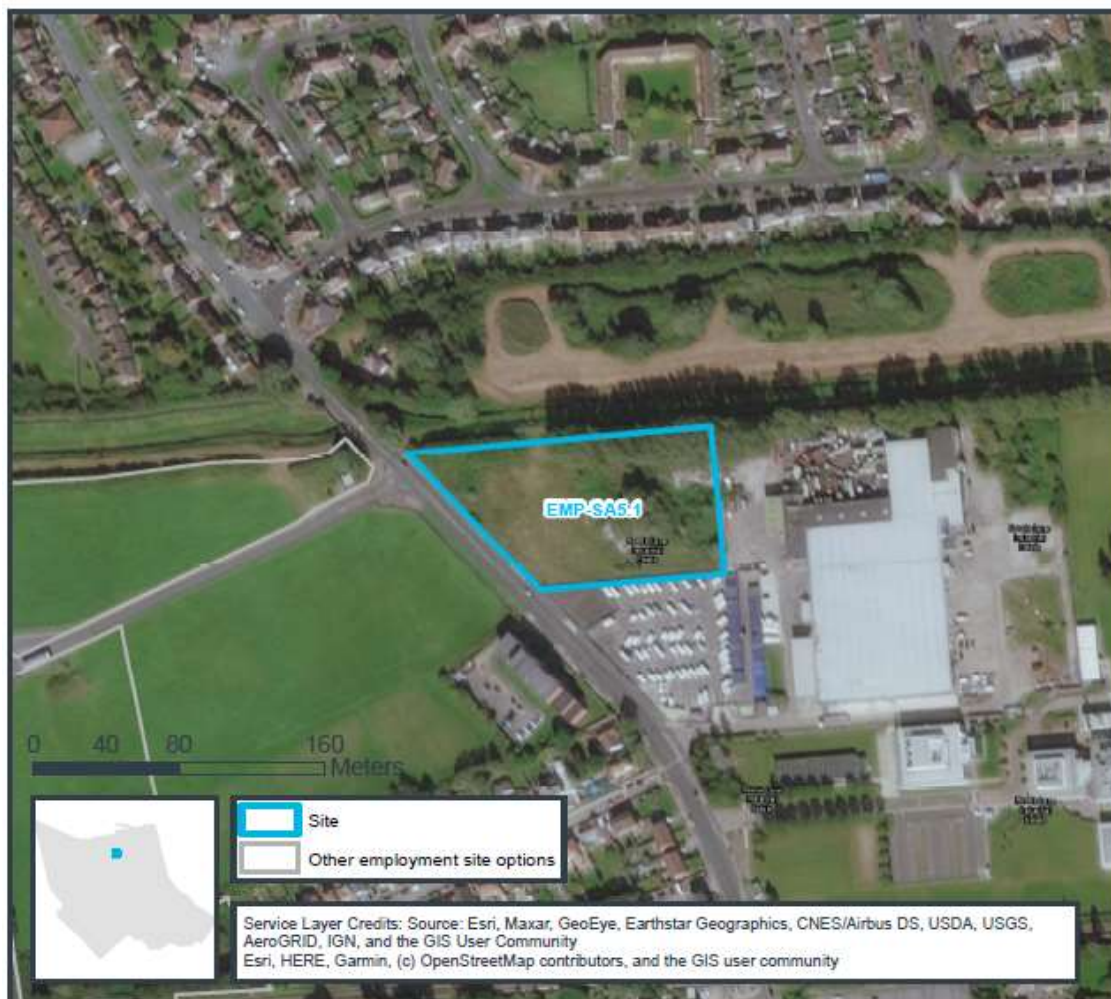 EMP-SA5.1
0 40 80 160
Meters
Site
Other employment site options
Service Layer Credits: Source: Esri, Maxar, GeoEye, Earthstar Geographics, CNES/Airbus DS, USDA, USGS,
AeroGRID, IGN, and the GIS User Community
Esri, HERE, Garmin, (c) OpenStreetMap contributors, and the GIS user community